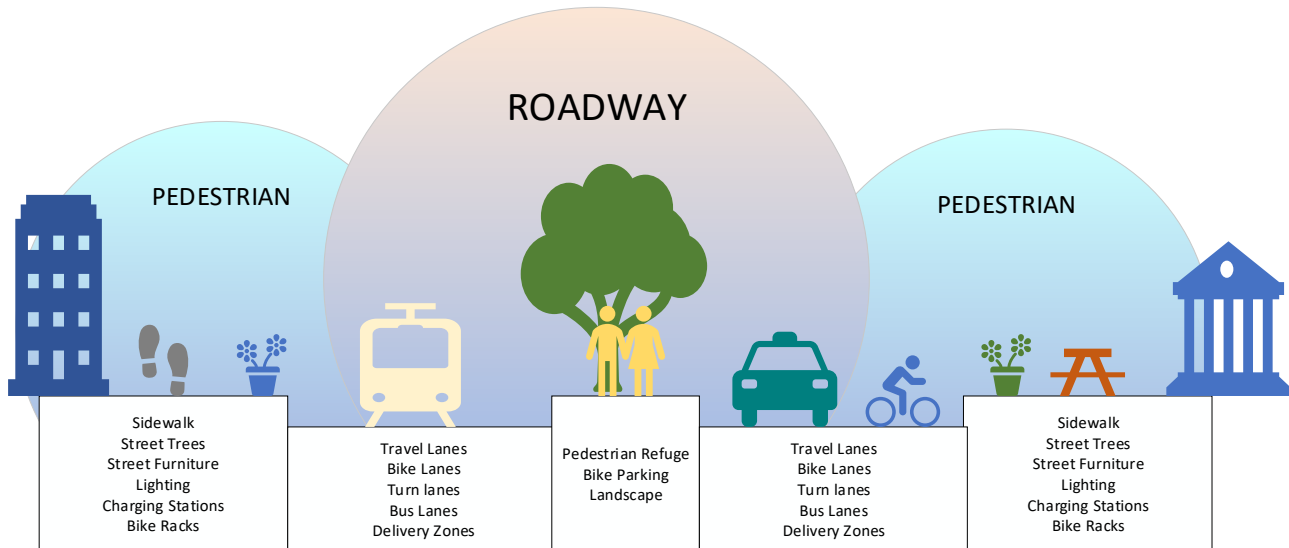 ROADWAY
PEDESTRIAN
PEDESTRIAN
Sidewalk
Street Trees
Street Furniture
Lighting
Charging Stations
Bike Racks
Travel Lanes
Bike Lanes
Turn lanes
Bus Lanes
Delivery Zones
Pedestrian Refuge
Bike Parking
Landscape
Travel Lanes
Bike Lanes
Turn lanes
Bus Lanes
Delivery Zones
Sidewalk
Street Trees
Street Furniture
Lighting
Charging Stations
Bike Racks